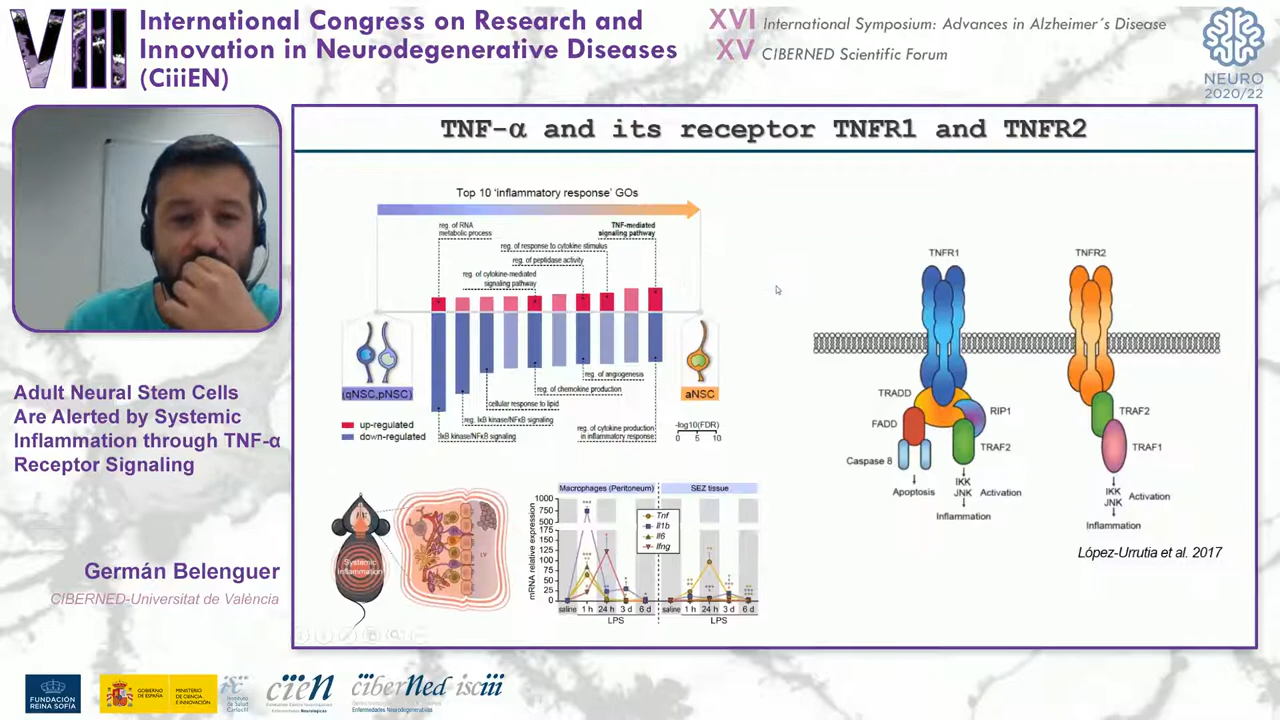 VIII
International Congress on Research and
Innovation in Neurodegenerative Diseases
(CiiiEN)
XVI International Symposium: Advances in Alzheimer´s Disease
XV CIBERNED Scientific Forum
NEURO
2020/22
TNF-α and its receptor TNFR1 and TNFR2
Top 10 'inflammatory response' GOs
reg. of RNA
metabolic process
TNF-mediated
signaling pathway
reg. of response to cytokine stimulus
reg. of peptidase activity
reg. of cytokine-mediated
signaling pathway
qNSC,pNSC
aNSC
reg. of angiogenesis
reg. of chemokine production
cellular response to lipid
reg. IκB kinase/NFκB signaling
IκB kinase/NFκB signaling
reg. of cytokine production
in inflammatory response
up-regulated
down-regulated
-log10(FDR)
0 5 10
Systemic
Inflammation
LV
Macrophages (Peritoneum)
SEZ tissue
mRNA relative expression
1000
750
500
175
150
125
100
75
50
25
0
Tnf
Il1b
Il6
Ifng
saline 1 h 24 h 3 d 6 d
saline 1 h 24 h 3 d 6 d
LPS
LPS
TNFR1
TNFR2
TRADD
FADD
RIP1
TRAF2
Caspase 8
Apoptosis
IKK
JNK
Activation
Inflammation
TRAF2
TRAF1
IKK
JNK
Activation
Inflammation
López-Urrutia et al. 2017
Adult Neural Stem Cells
Are Alerted by Systemic
Inflammation through TNF-α
Receptor Signaling
Germán Belenguer
CIBERNED-Universitat de València
FUNDACIÓN
REINA SOFÍA
GOBIERNO
DE ESPAÑA
MINISTERIO
DE CIENCIA
E INNOVACIÓN
Instituto
de Salud
Carlos III
cien
ciberned
isciii
Enfermedades Neurodegenerativas